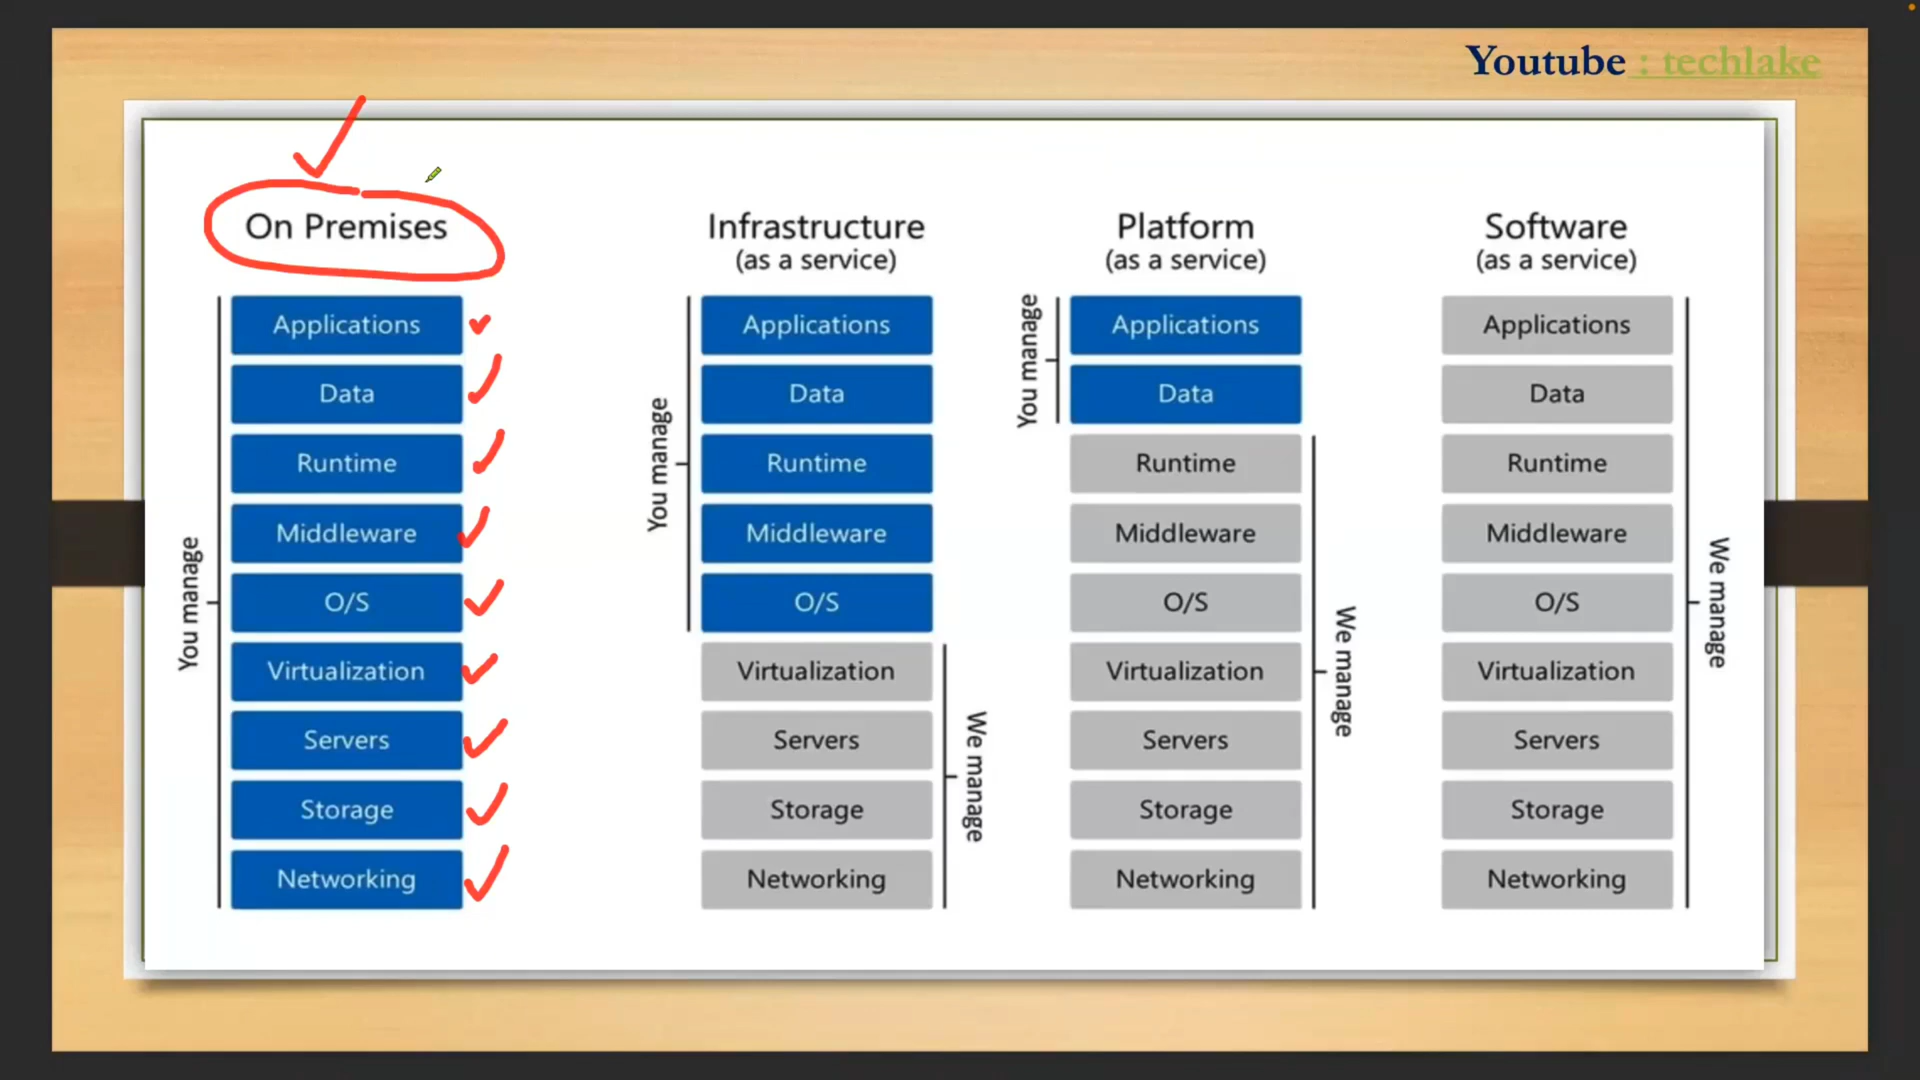 Youtube : techlake
On Premises
Applications
Data
Runtime
Middleware
O/S
Virtualization
Servers
Storage
Networking
You manage
Infrastructure
(as a service)
Applications
Data
Runtime
Middleware
O/S
Virtualization
Servers
Storage
Networking
You manage
We manage
Platform
(as a service)
Applications
Data
Runtime
Middleware
O/S
Virtualization
Servers
Storage
Networking
You manage
We manage
Software
(as a service)
Applications
Data
Runtime
Middleware
O/S
Virtualization
Servers
Storage
Networking
We manage